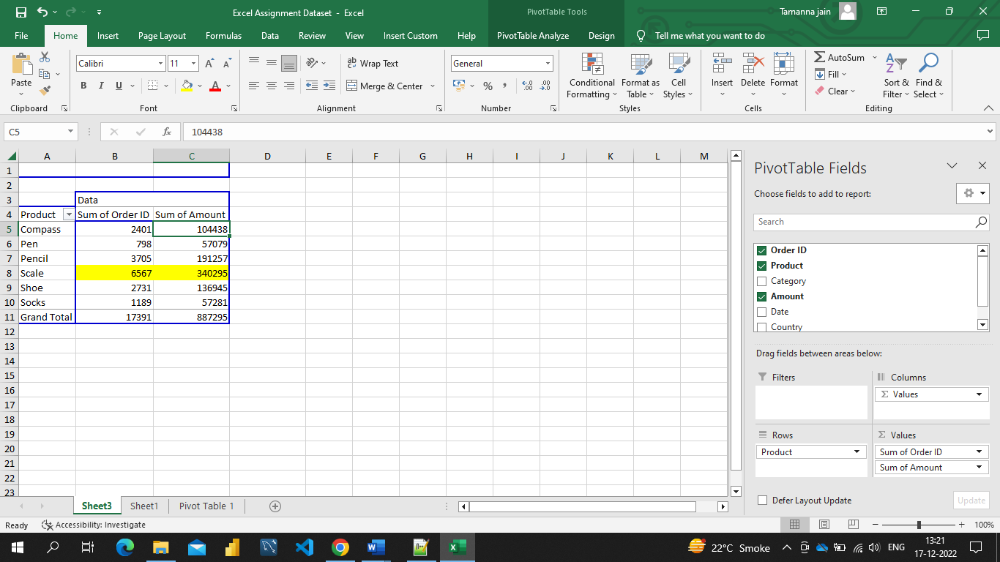 Excel Assignment Dataset - Excel
PivotTable Tools
Tamanna jain
File Home Insert Page Layout Formulas Data Review View Insert Custom Help PivotTable Analyze Design Tell me what you want to do
Paste
Clipboard
Calibri 11
B I U
Font
Wrap Text
Merge & Center
Alignment
General
Number
Conditional Formatting
Format as Table
Cell Styles
Styles
Insert Delete Format
Cells
AutoSum
Fill
Clear
Sort & Filter
Find & Select
Editing
C5 fx 104438
A B C D E F G H I J K L M
1
2
3 Data
4 Product Sum of Order ID Sum of Amount
5 Compass 2401 104438
6 Pen 798 57079
7 Pencil 3705 191257
8 Scale 6567 340295
9 Shoe 2731 136945
10 Socks 1189 57281
11 Grand Total 17391 887295
12
13
14
15
16
17
18
19
20
21
22
23
PivotTable Fields
Choose fields to add to report:
Search
Order ID
Product
Category
Amount
Date
Country
Drag fields between areas below:
Filters
Columns
Σ Values
Rows
Product
Σ Values
Sum of Order ID
Sum of Amount
Defer Layout Update
Update
Sheet3 Sheet1 Pivot Table 1
Ready Accessibility: Investigate
100%
22°C Smoke
ENG
13:21
17-12-2022